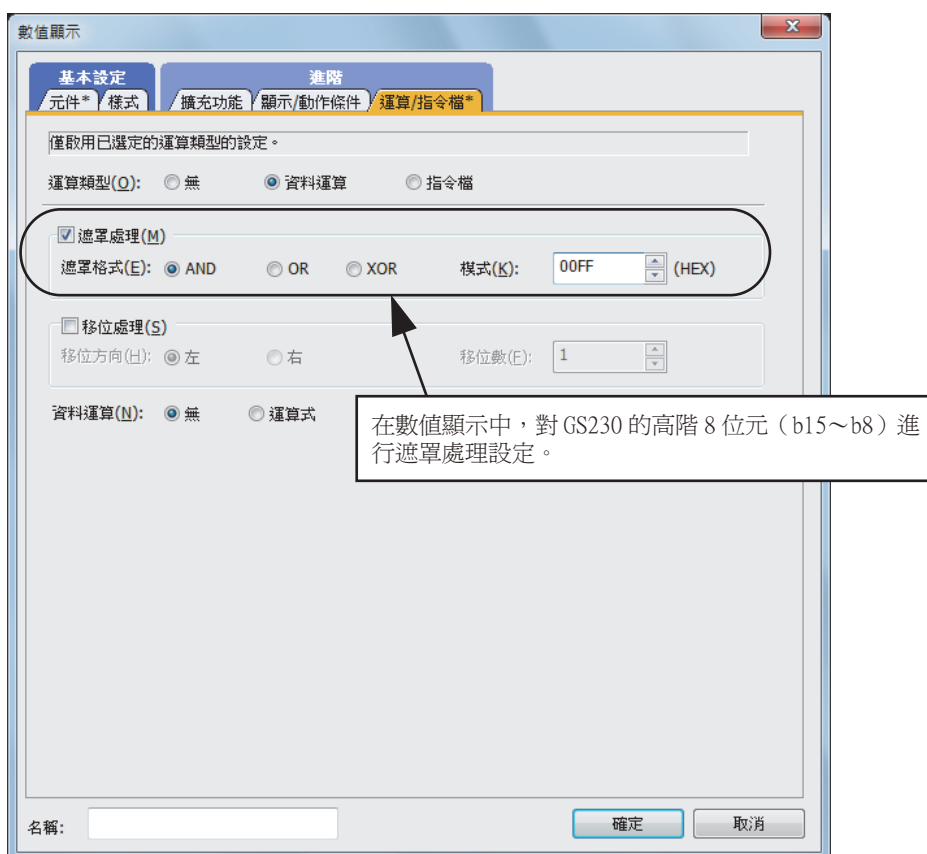 數值顯示
基本設定 進階
元件* 樣式 擴充功能 顯示/動作條件 運算/指令檔*
僅啟用已選定的運算類型的設定。
運算類型(O): 無 資料運算 指令檔
遮罩處理(M)
遮罩格式(E): AND OR XOR 模式(K): 00FF (HEX)
移位處理(S)
移位方向(H): 左 右 移位數(F): 1
資料運算(N): 無 運算式
在數值顯示中，對 GS230 的高階 8 位元（b15～b8）進
行遮罩處理設定。
名稱: 確定 取消